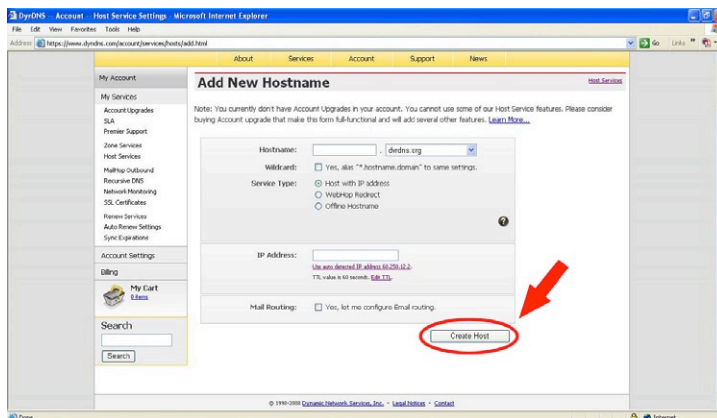 DynDNS -- Account - Host Service Settings - Microsoft Internet Explorer
File Edit View Favorites Tools Help
Address https://www.dyndns.com/account/services/hosts/add.html Go Links
About Services Account Support News
My Account
My Services
Account Upgrades
SLA
Premier Support
Zone Services
Host Services
MailHop Outbound
Recursive DNS
Network Monitoring
SSL Certificates
Renew Services
Auto Renew Settings
Sync Expirations
Account Settings
Billing
My Cart
0 items
Search
Search
Add New Hostname
Host Services
Note: You currently don't have Account Upgrades in your account. You cannot use some of our Host Service features. Please consider
buying Account upgrade that make this form full-functional and will add several other features. Learn More...
Hostname: . dvrdns.org
Wildcard: Yes, alias "*.hostname.domain" to same settings.
Service Type: Host with IP address
WebHop Redirect
Offline Hostname
?
IP Address:
Use auto detected IP address
TTL value is 60 seconds. Edit TTL.
Mail Routing: Yes, let me configure Email routing.
Create Host
© 1998-2008 Dynamic Network Services, Inc. - Legal Notices - Contact
Done Internet